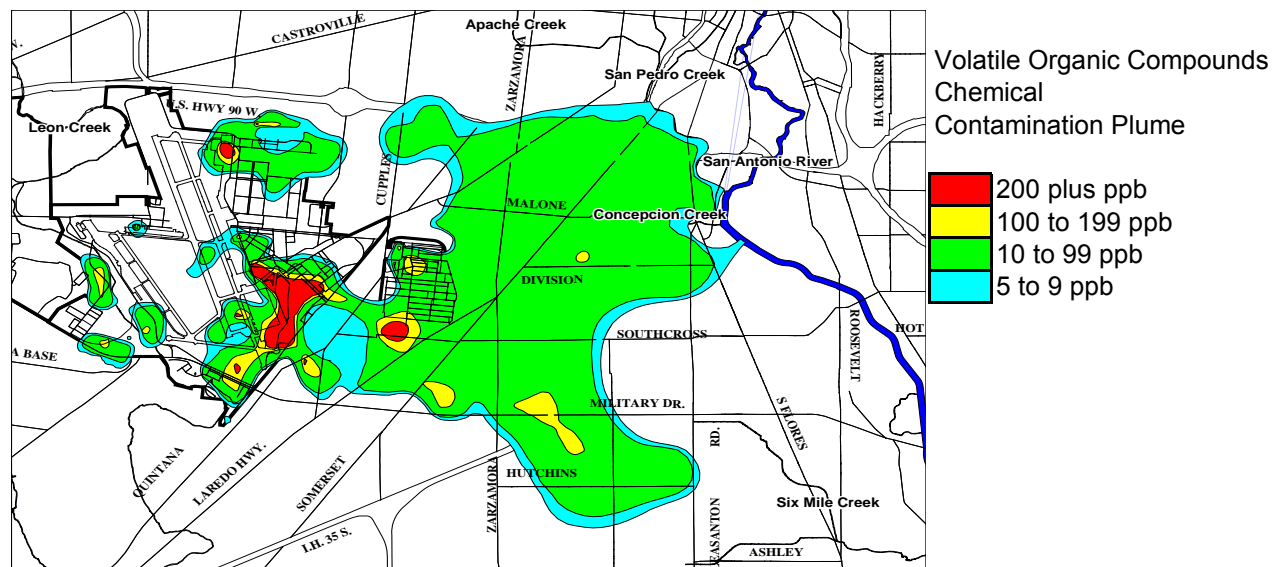 CASTROVILLE
Apache Creek
ZARZAMORA
San Pedro Creek
HACKBERRY
N.
U.S. HWY 90 W
Leon Creek
CUPPLES
San Antonio River
MALONE
Concepcion Creek
DIVISION
SOUTHCROSS
ROOSEVELT
HOT
A BASE
MILITARY DR.
S FLORES
QUINTANA
LAREDO HWY.
SOMERSET
ZARZAMORA
HUTCHINS
RD.
EASANTON
Six Mile Creek
I.H. 35 S.
ASHLEY
Volatile Organic Compounds
Chemical
Contamination Plume
200 plus ppb
100 to 199 ppb
10 to 99 ppb
5 to 9 ppb